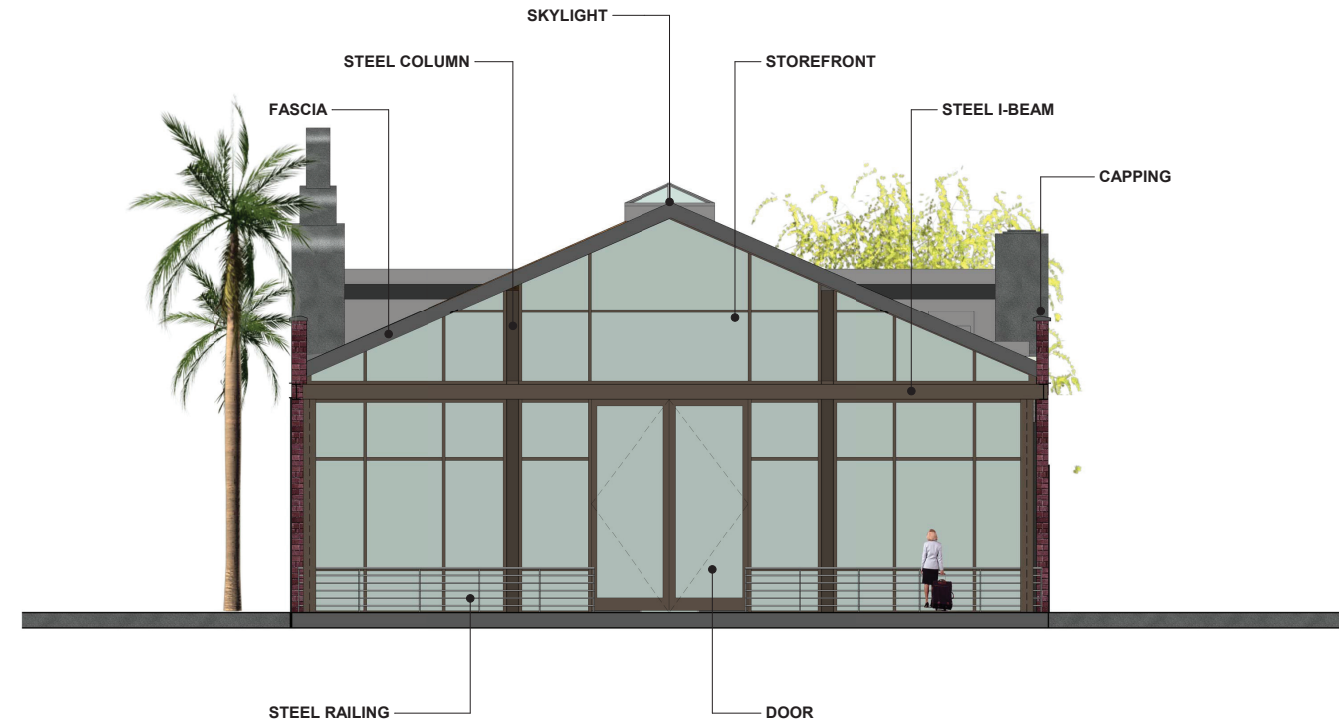 SKYLIGHT
STEEL COLUMN
STOREFRONT
FASCIA
STEEL I-BEAM
CAPPING
STEEL RAILING
DOOR